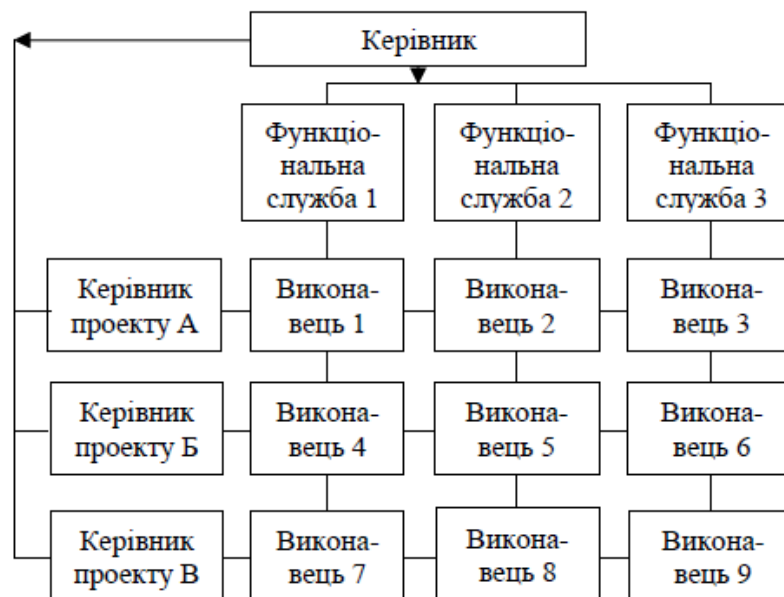 Керівник
Функціо-
нальна
служба 1
Функціо-
нальна
служба 2
Функціо-
нальна
служба 3
Керівник
проекту А
Викона-
вець 1
Викона-
вець 2
Викона-
вець 3
Керівник
проекту Б
Викона-
вець 4
Викона-
вець 5
Викона-
вець 6
Керівник
проекту В
Викона-
вець 7
Викона-
вець 8
Викона-
вець 9